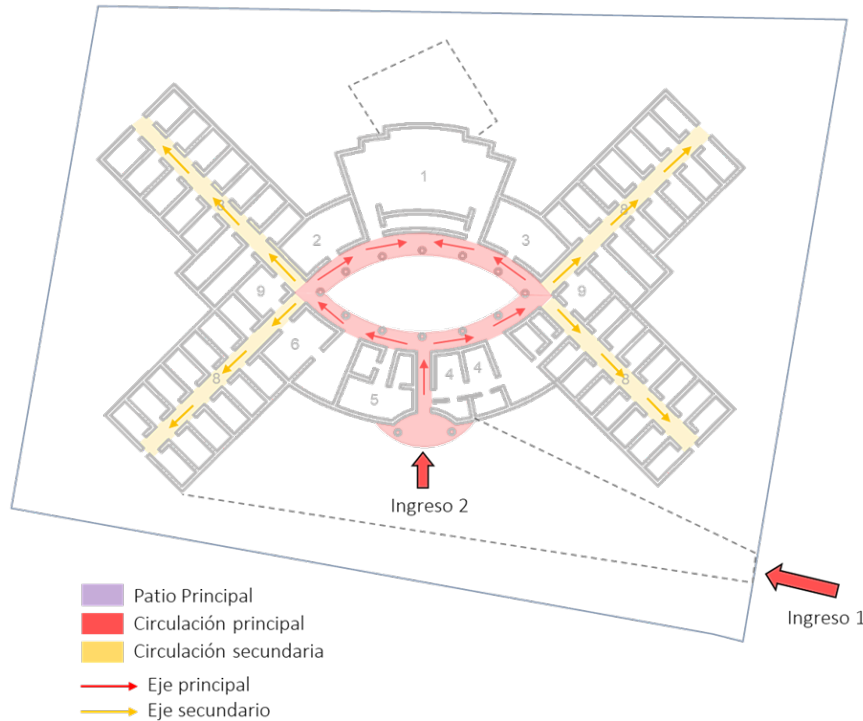 1
2
3
8
8
9
9
6
4
4
5
8
8
Ingreso 2
Ingreso 1
Patio Principal
Circulación principal
Circulación secundaria
Eje principal
Eje secundario